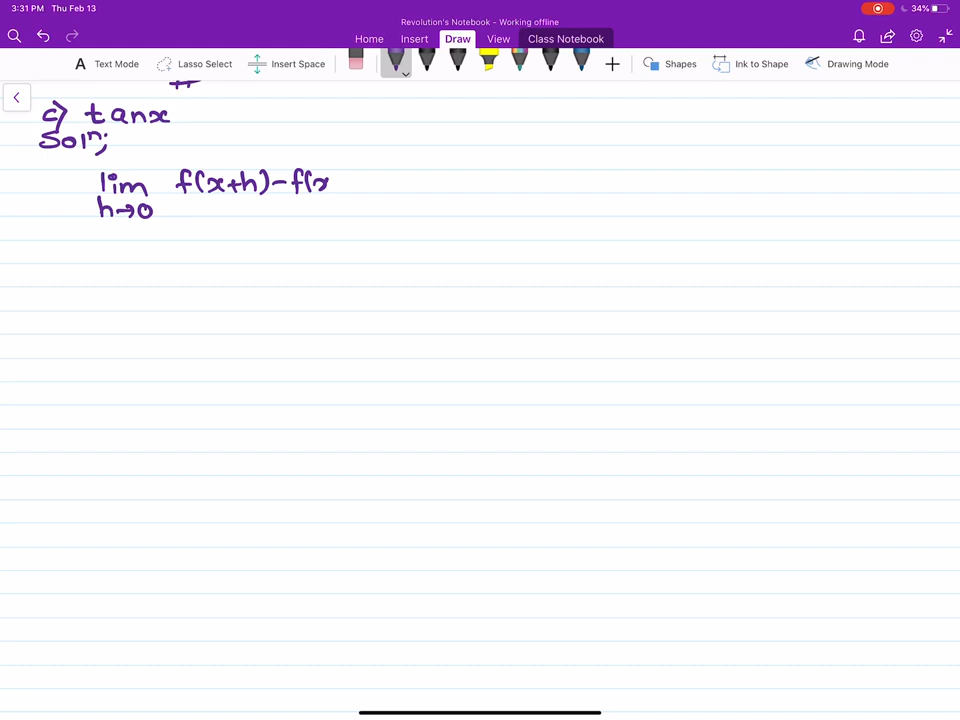 3:31 PM Thu Feb 13
34%
Revolution's Notebook - Working offline
Home Insert Draw View Class Notebook
A Text Mode Lasso Select Insert Space Shapes Ink to Shape Drawing Mode
c) tanx
Solⁿ;
lim f(x+h)-f(x
h→0